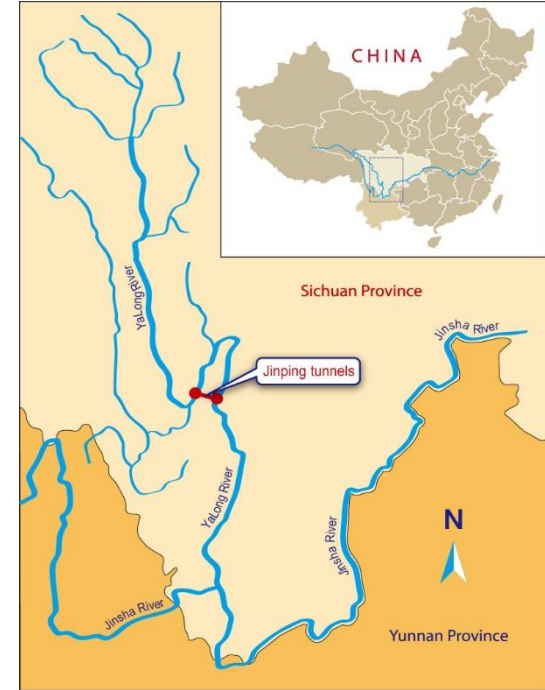 CHINA
YaLongRiver
Sichuan Province
Jinsha River
Jinping tunnels
YaLong River
Jinsha River
N
Jinsha River
Yunnan Province